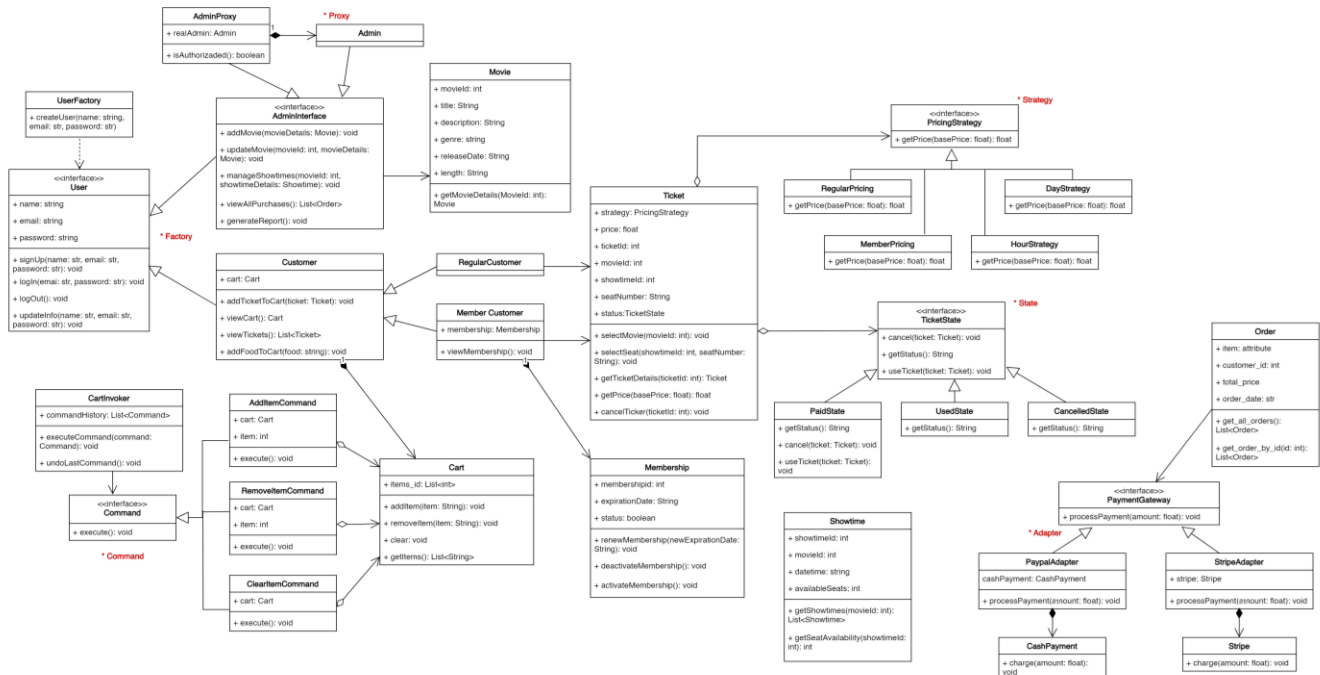 AdminProxy
+ realAdmin: Admin
+ isAuthorizaded(): boolean
1
* Proxy
Admin
UserFactory
+ createUser(name: string,
email: str, password: str)
<<interface>>
AdminInterface
+ addMovie(movieDetails: Movie): void
+ updateMovie(movieId: int, movieDetails:
Movie): void
+ manageShowtimes(movieId: int,
showtimeDetails: Showtime): void
+ viewAllPurchases(): List<Order>
+ generateReport(): void
Movie
+ movieId: int
+ title: String
+ description: String
+ genre: string
+ releaseDate: String
+ length: String
+ getMovieDetails(MovieId: int):
Movie
<<interface>>
User
+ name: string
+ email: string
+ password: string
+ signUp(name: str, email: str,
password: str): void
+ logIn(emai: str, password: str): void
+ logOut(): void
+ updateInfo(name: str, email: str,
password: str): void
* Factory
Customer
+ cart: Cart
+ addTicketToCart(ticket: Ticket): void
+ viewCart(): Cart
+ viewTickets(): List<Ticket>
+ addFoodToCart(food: string): void
1
RegularCustomer
Member Customer
+ membership: Membership
+ viewMembership(): void
1
Ticket
+ strategy: PricingStrategy
+ price: float
+ ticketId: int
+ movieId: int
+ showtimeId: int
+ seatNumber: String
+ status:TicketState
+ selectMovie(movieId: int): void
+ selectSeat(showtimeId: int, seatNumber:
String): void
+ getTicketDetails(ticketId: int): Ticket
+ getPrice(basePrice: float): float
+ cancelTicker(ticketId: int): void
* Strategy
<<interface>>
PricingStrategy
+ getPrice(basePrice: float): float
RegularPricing
+ getPrice(basePrice: float): float
DayStrategy
+ getPrice(basePrice: float): float
MemberPricing
+ getPrice(basePrice: float): float
HourStrategy
+ getPrice(basePrice: float): float
* State
<<interface>>
TicketState
+ cancel(ticket: Ticket): void
+ getStatus(): String
+ useTicket(ticket: Ticket): void
PaidState
+ getStatus(): String
+ cancel(ticket: Ticket): void
+ useTicket(ticket: Ticket):
void
UsedState
+ getStatus(): String
CancelledState
+ getStatus(): String
Order
+ item: attribute
+ customer_id: int
+ total_price
+ order_date: str
+ get_all_orders():
List<Order>
+ get_order_by_id(id: int):
List<Order>
CartInvoker
+ commandHistory: List<Command>
+ executeCommand(command:
Command): void
+ undoLastCommand(): void
<<interface>>
Command
+ execute(): void
* Command
AddItemCommand
+ cart: Cart
+ item: int
+ execute(): void
RemoveItemCommand
+ cart: Cart
+ item: int
+ execute(): void
ClearItemCommand
+ cart: Cart
+ execute(): void
Cart
+ items_id: List<int>
+ addItem(item: String): void
+ removeItem(item: String): void
+ clear: void
+ getItems(): List<String>
Membership
+ membershipid: int
+ expirationDate: String
+ status: boolean
+ renewMembership(newExpirationDate:
String): void
+ deactivateMembership(): void
+ activateMembership(): void
Showtime
+ showtimeId: int
+ movieId: int
+ datetime: string
+ availableSeats: int
+ getShowtimes(movieId: int):
List<Showtime>
+ getSeatAvailability(showtimeId:
int): int
<<interface>>
PaymentGateway
+ processPayment(amount: float): void
* Adapter
PaypalAdapter
cashPayment: CashPayment
+ processPayment(amount: float): void
StripeAdapter
+ stripe: Stripe
+ processPayment(amount: float): void
CashPayment
+ charge(amount: float):
void
Stripe
+ charge(amount: float): void